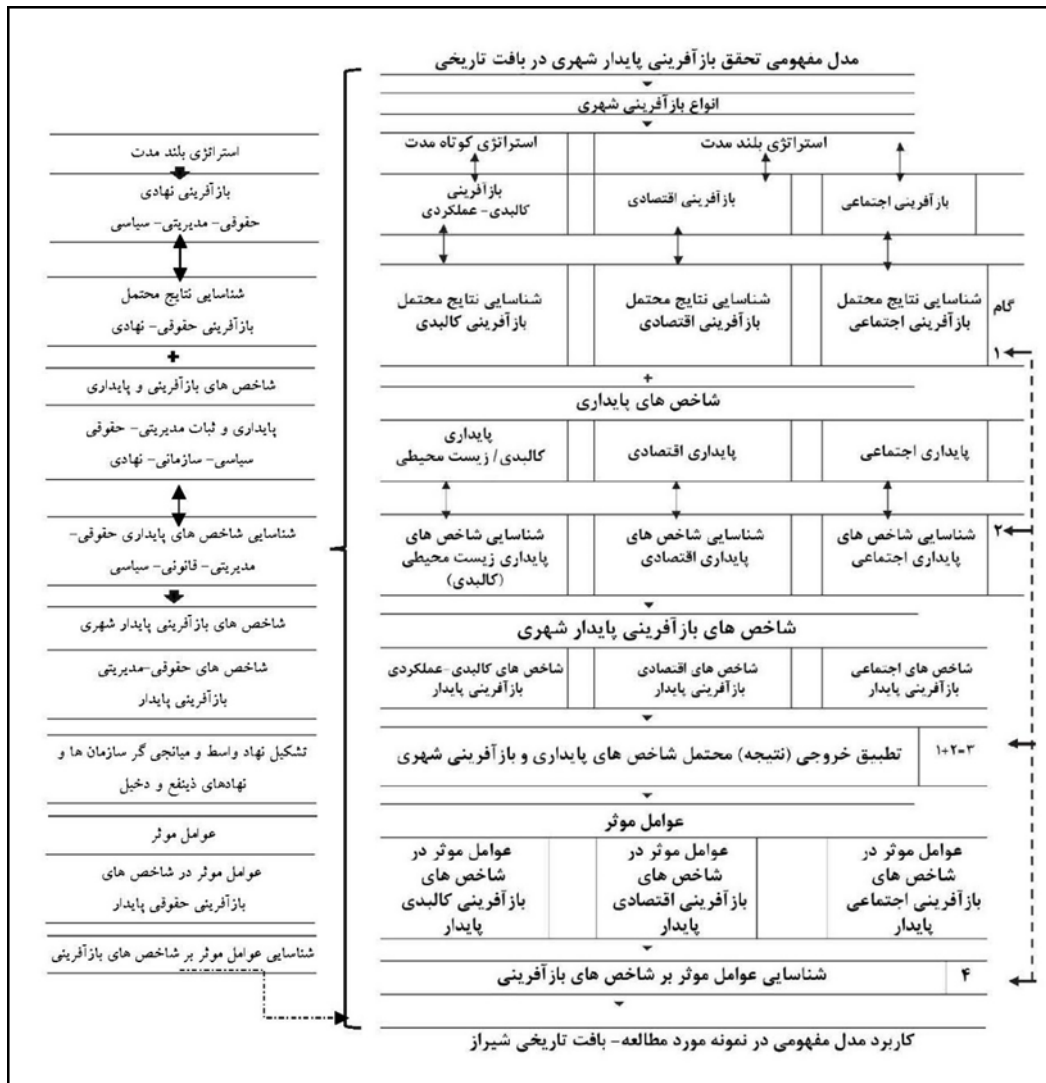 مدل مفهومی تحقق بازآفرینی پایدار شهری در بافت تاریخی
انواع بازآفرینی شهری
استراتژی بلند مدت
استراتژی کوتاه مدت
بازآفرینی اجتماعی
بازآفرینی اقتصادی
بازآفرینی
کالبدی- عملکردی
گام
۱
شناسایی نتایج محتمل
بازآفرینی اجتماعی
شناسایی نتایج محتمل
بازآفرینی اقتصادی
شناسایی نتایج محتمل
بازآفرینی کالبدی
+
شاخص های پایداری
پایداری اجتماعی
پایداری اقتصادی
پایداری
کالبدی/ زیست محیطی
۲
شناسایی شاخص های
پایداری اجتماعی
شناسایی شاخص های
پایداری اقتصادی
شناسایی شاخص های
پایداری زیست محیطی
(کالبدی)
شاخص های بازآفرینی پایدار شهری
شاخص های اجتماعی
بازآفرینی پایدار
شاخص های اقتصادی
بازآفرینی پایدار
شاخص های کالبدی-عملکردی
بازآفرینی پایدار
۱+۲=۳
تطبیق خروجی (نتیجه) محتمل شاخص های پایداری و بازآفرینی شهری
عوامل موثر
عوامل موثر در
شاخص های
بازآفرینی اجتماعی
پایدار
عوامل موثر در
شاخص های
بازآفرینی اقتصادی
پایدار
عوامل موثر در
شاخص های
بازآفرینی کالبدی
پایدار
۴
شناسایی عوامل موثر بر شاخص های بازآفرینی
کاربرد مدل مفهومی در نمونه مورد مطالعه- بافت تاریخی شیراز
استراتژی بلند مدت
بازآفرینی نهادی
حقوقی- مدیریتی- سیاسی
شناسایی نتایج محتمل
بازآفرینی حقوقی- نهادی
+
شاخص های بازآفرینی و پایداری
پایداری و ثبات مدیریتی- حقوقی
سیاسی- سازمانی- نهادی
شناسایی شاخص های پایداری حقوقی-
مدیریتی- قانونی- سیاسی
شاخص های بازآفرینی پایدار شهری
شاخص های حقوقی-مدیریتی
بازآفرینی پایدار
تشکیل نهاد واسط و میانجی گر سازمان ها و
نهادهای ذینفع و دخیل
عوامل موثر
عوامل موثر در شاخص های
بازآفرینی حقوقی پایدار
شناسایی عوامل موثر بر شاخص های بازآفرینی